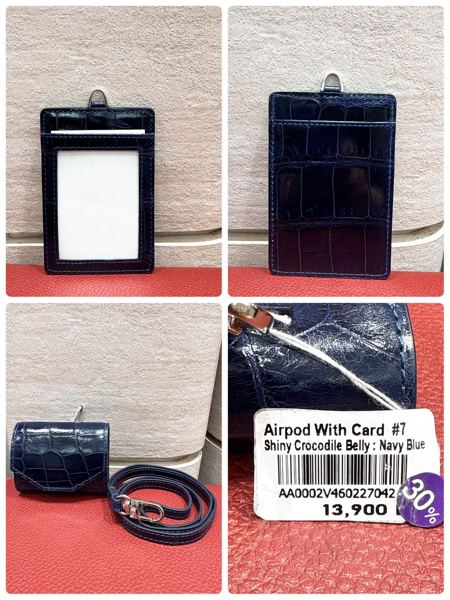 Airpod With Card #7
Shiny Crocodile Belly : Navy Blue
AA0002V460227042
13,900
30%